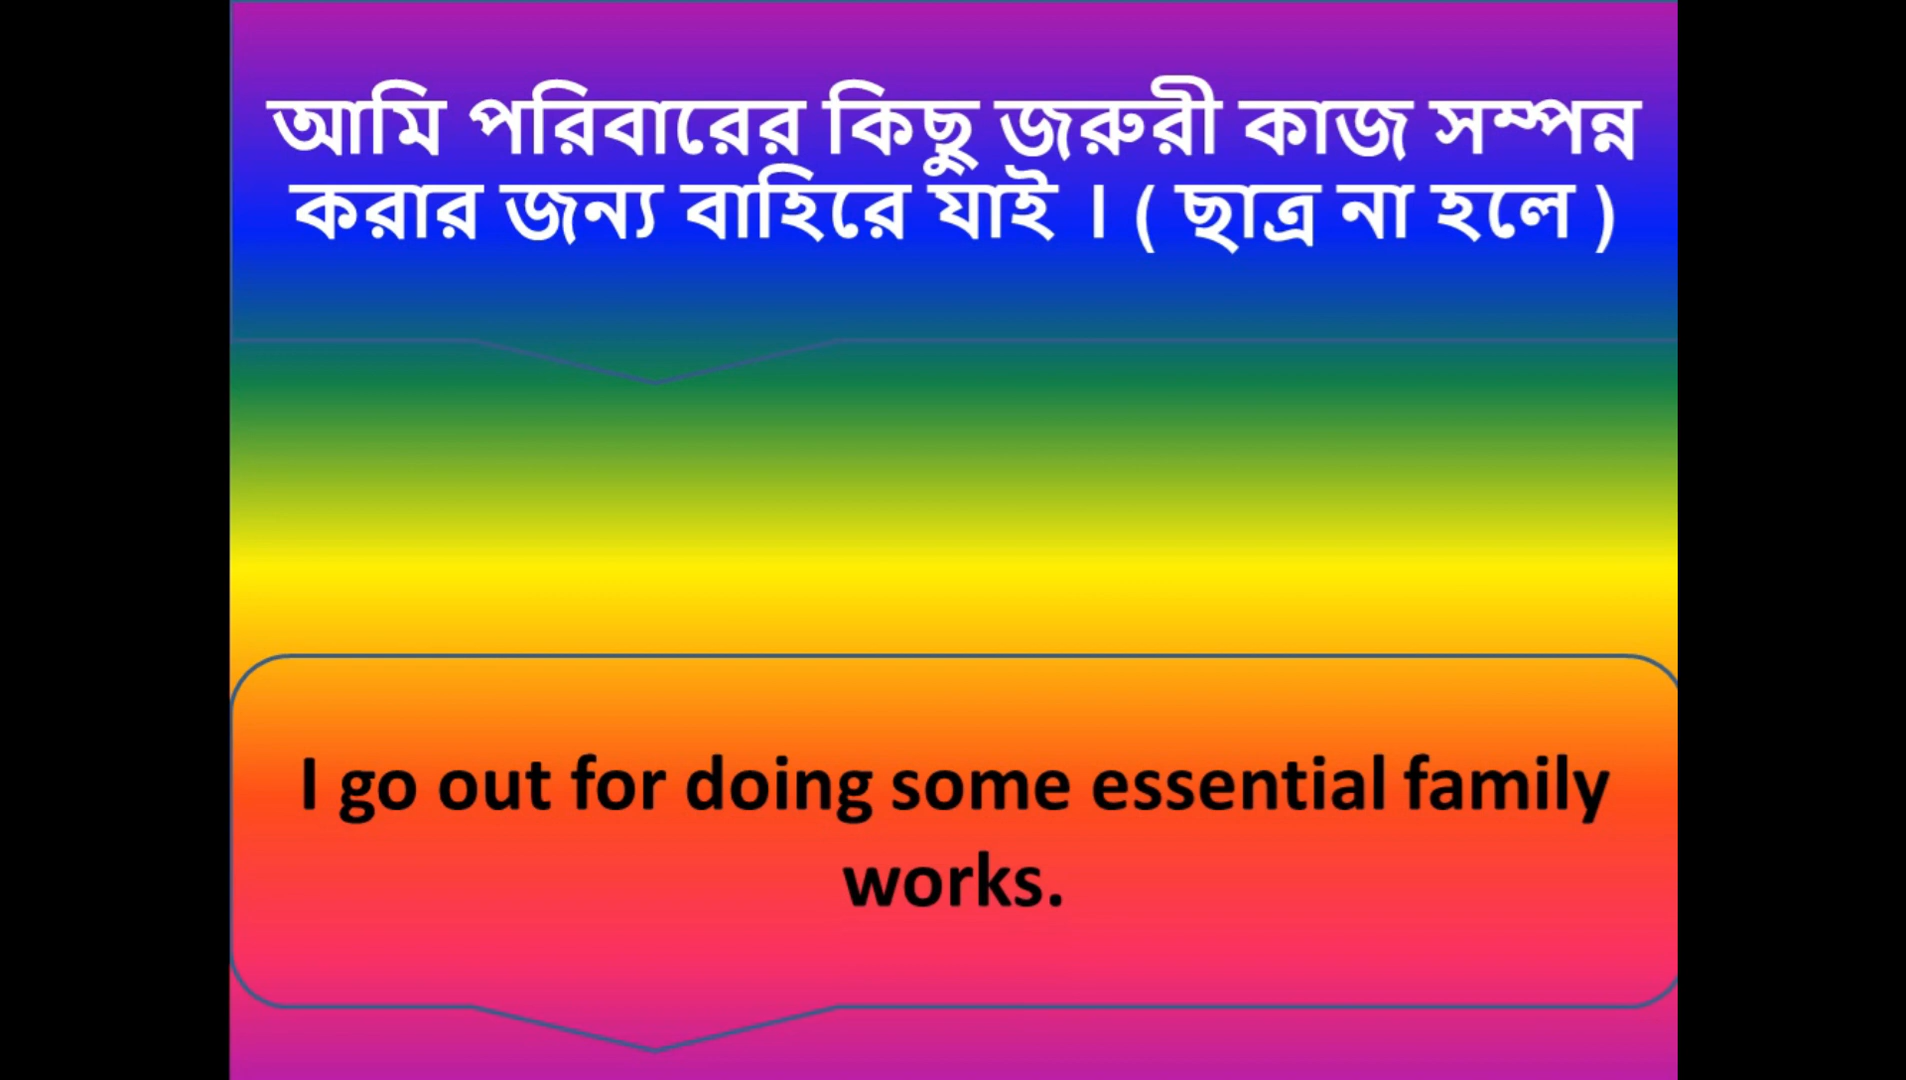 আমি পরিবারের কিছু জরুরী কাজ সম্পন্ন
করার জন্য বাহিরে যাই । ( ছাত্র না হলে )
I go out for doing some essential family
works.